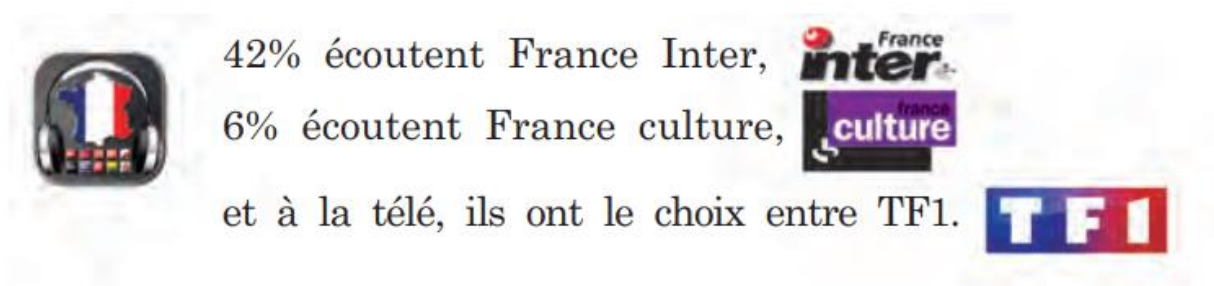 42% écoutent France Inter,
France
inter
6% écoutent France culture,
france
culture
et à la télé, ils ont le choix entre TF1.
TF1